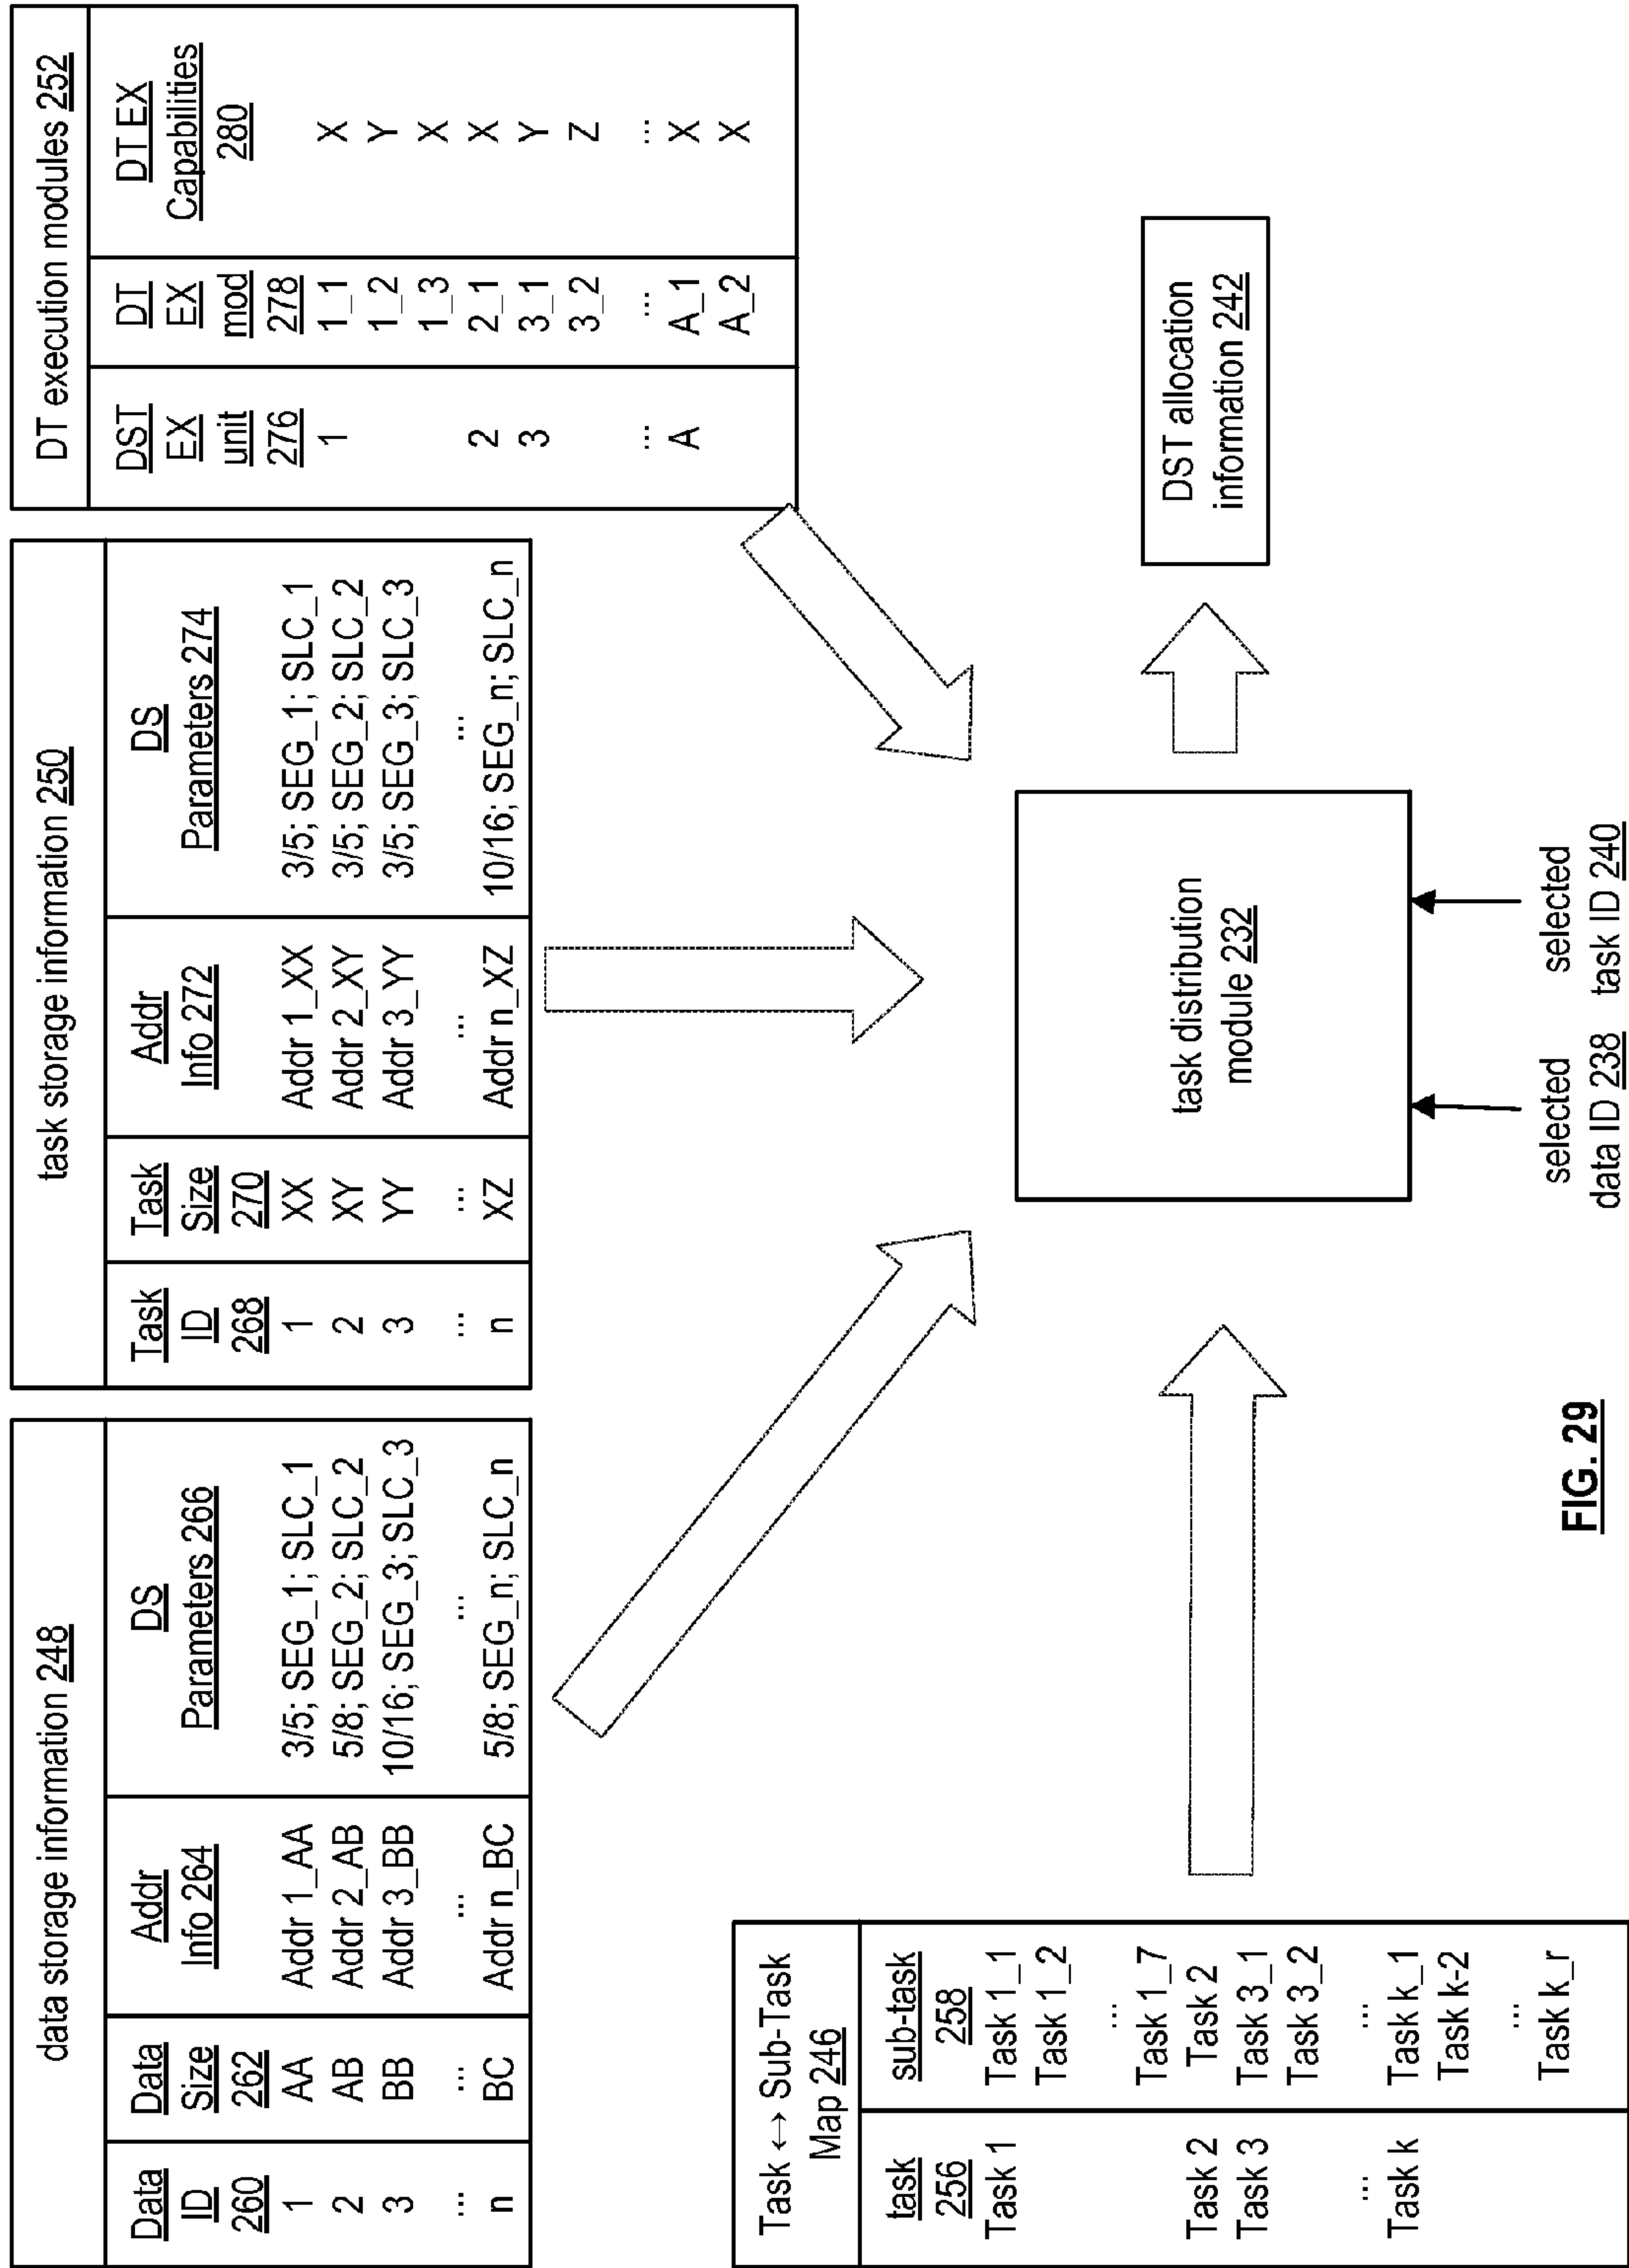 data storage information 248
Data ID 260 Data Size 262 Addr Info 264 DS Parameters 266
1 AA Addr 1_AA 3/5; SEG_1; SLC_1
2 AB Addr 2_AB 5/8; SEG_2; SLC_2
3 BB Addr 3_BB 10/16; SEG_3; SLC_3
... ... ... ...
n BC Addr n_BC 5/8; SEG_n; SLC_n
task storage information 250
Task ID 268 Task Size 270 Addr Info 272 DS Parameters 274
1 XX Addr 1_XX 3/5; SEG_1; SLC_1
2 XY Addr 2_XY 3/5; SEG_2; SLC_2
3 YY Addr 3_YY 3/5; SEG_3; SLC_3
... ... ... ...
n XZ Addr n_XZ 10/16; SEG_n; SLC_n
DT execution modules 252
DST EX unit 276 DT EX mod 278 DT EX Capabilities 280
1 1_1 X
1_2 Y
1_3 X
2 2_1 X
3 3_1 Y
3_2 Z
... ... ...
A A_1 X
A_2 X
Task ↔ Sub-Task
Map 246
task 256 sub-task 258
Task 1 Task 1_1
Task 1_2
...
Task 1_7
Task 2 Task 2
Task 3 Task 3_1
Task 3_2
... ...
Task k Task k_1
Task k-2
...
Task k_r
task distribution
module 232
DST allocation
information 242
selected
data ID 238
selected
task ID 240
FIG. 29